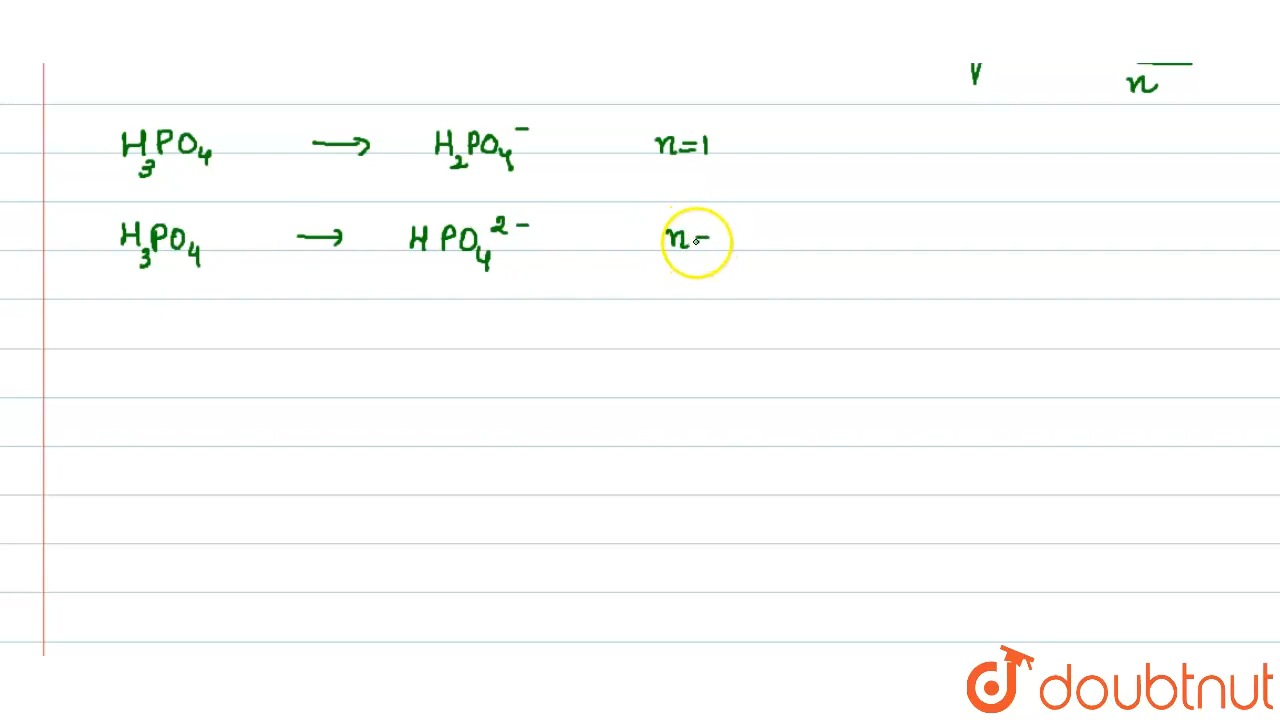 n
H₃PO₄ → H₂PO₄⁻ n=1
H₃PO₄ → HPO₄²⁻ n=
doubtnut